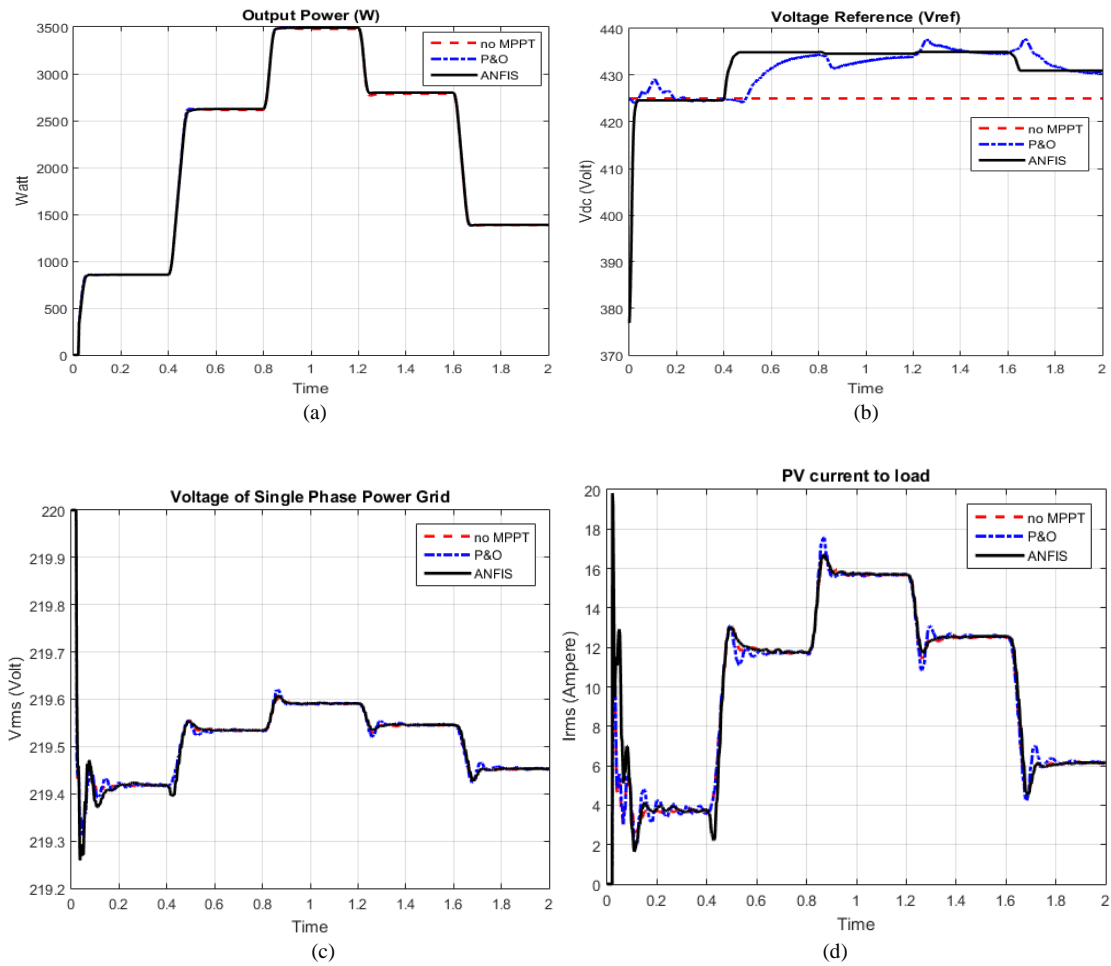 Output Power (W)
3500
3000
2500
2000
1500
1000
500
0
Watt
no MPPT
P&O
ANFIS
0 0.2 0.4 0.6 0.8 1 1.2 1.4 1.6 1.8 2
Time
(a)
Voltage Reference (Vref)
440
430
420
410
400
390
380
370
Vdc (Volt)
no MPPT
P&O
ANFIS
0 0.2 0.4 0.6 0.8 1 1.2 1.4 1.6 1.8 2
Time
(b)
Voltage of Single Phase Power Grid
220
219.9
219.8
219.7
219.6
219.5
219.4
219.3
219.2
Vrms (Volt)
no MPPT
P&O
ANFIS
0 0.2 0.4 0.6 0.8 1 1.2 1.4 1.6 1.8 2
Time
(c)
PV current to load
20
18
16
14
12
10
8
6
4
2
0
Irms (Ampere)
no MPPT
P&O
ANFIS
0 0.2 0.4 0.6 0.8 1 1.2 1.4 1.6 1.8 2
Time
(d)